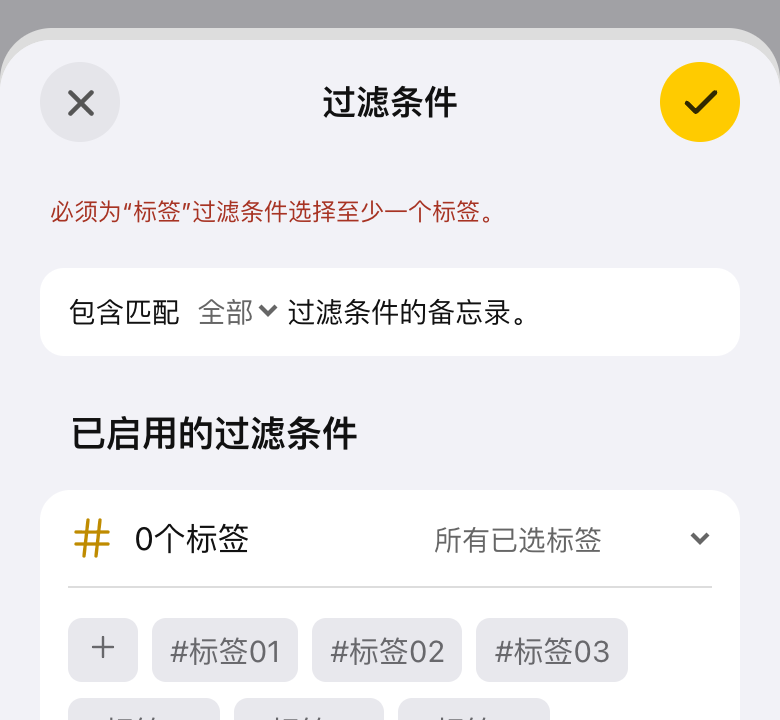 过滤条件
必须为“标签”过滤条件选择至少一个标签。
包含匹配 全部 过滤条件的备忘录。
已启用的过滤条件
0个标签 所有已选标签
#标签01 #标签02 #标签03